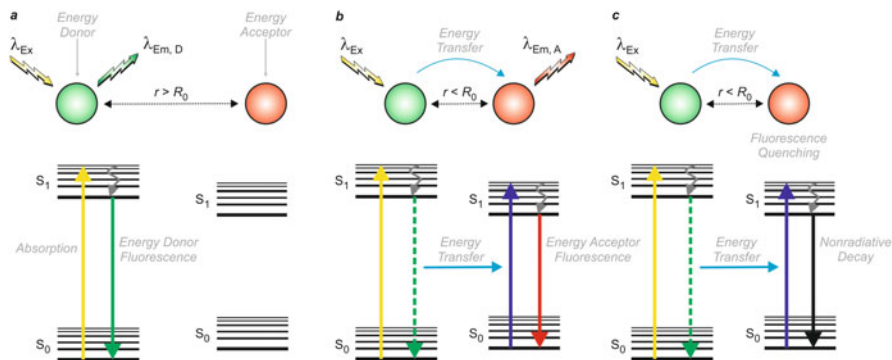 a
Energy
Donor
Energy
Acceptor
λEx
λEm, D
r > R0
S1
S1
Absorption
Energy Donor
Fluorescence
S0
S0
b
Energy
Transfer
λEx
λEm, A
r < R0
S1
S1
Energy
Transfer
Energy Acceptor
Fluorescence
S0
S0
c
Energy
Transfer
λEx
r < R0
Fluorescence
Quenching
S1
S1
Energy
Transfer
Nonradiative
Decay
S0
S0